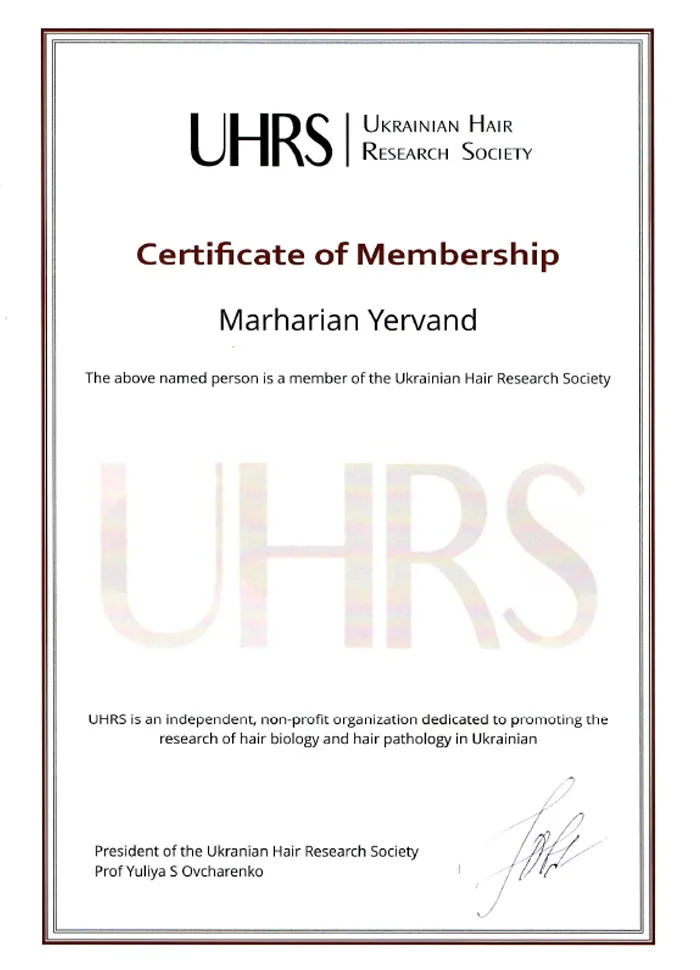 UHRS
UKRAINIAN HAIR
RESEARCH SOCIETY
Certificate of Membership
Marharian Yervand
The above named person is a member of the Ukrainian Hair Research Society
UHRS
UHRS is an independent, non-profit organization dedicated to promoting the
research of hair biology and hair pathology in Ukrainian
President of the Ukranian Hair Research Society
Prof Yuliya S Ovcharenko